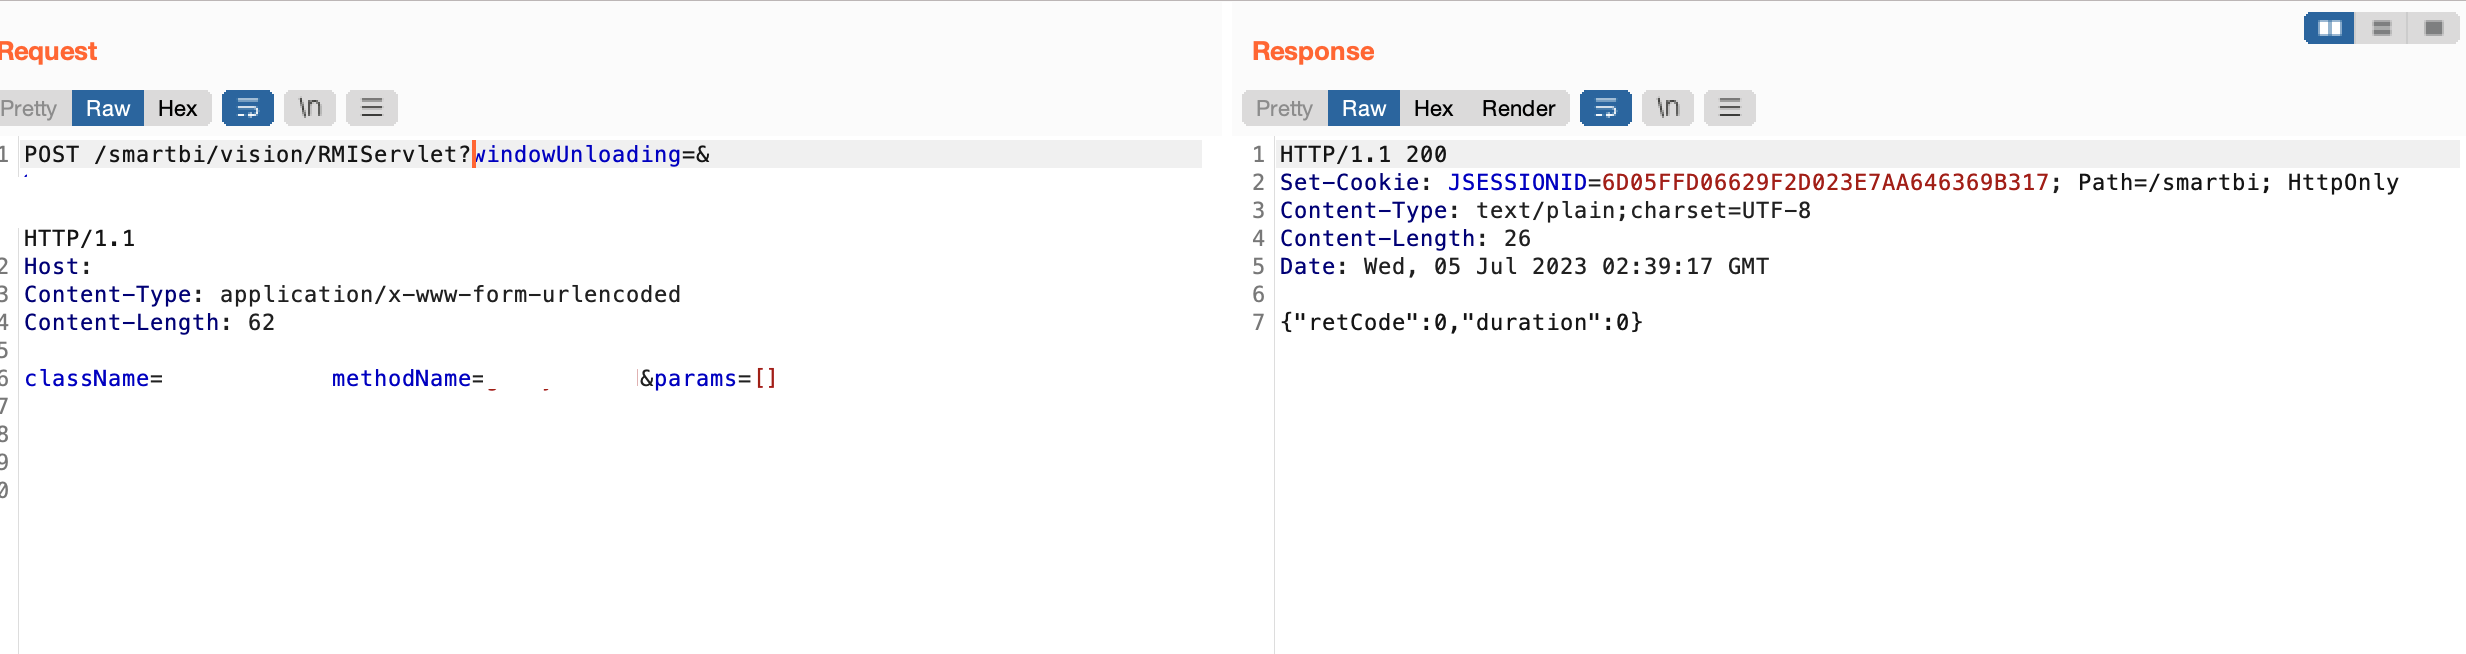 Request
Response
Pretty Raw Hex \n
Pretty Raw Hex Render \n
1 POST /smartbi/vision/RMIServlet?windowUnloading=&
HTTP/1.1
2 Host:
3 Content-Type: application/x-www-form-urlencoded
4 Content-Length: 62
5
6 className= methodName= &params=[]
7
8
9
0
1 HTTP/1.1 200
2 Set-Cookie: JSESSIONID=6D05FFD06629F2D023E7AA646369B317; Path=/smartbi; HttpOnly
3 Content-Type: text/plain;charset=UTF-8
4 Content-Length: 26
5 Date: Wed, 05 Jul 2023 02:39:17 GMT
6
7 {"retCode":0,"duration":0}